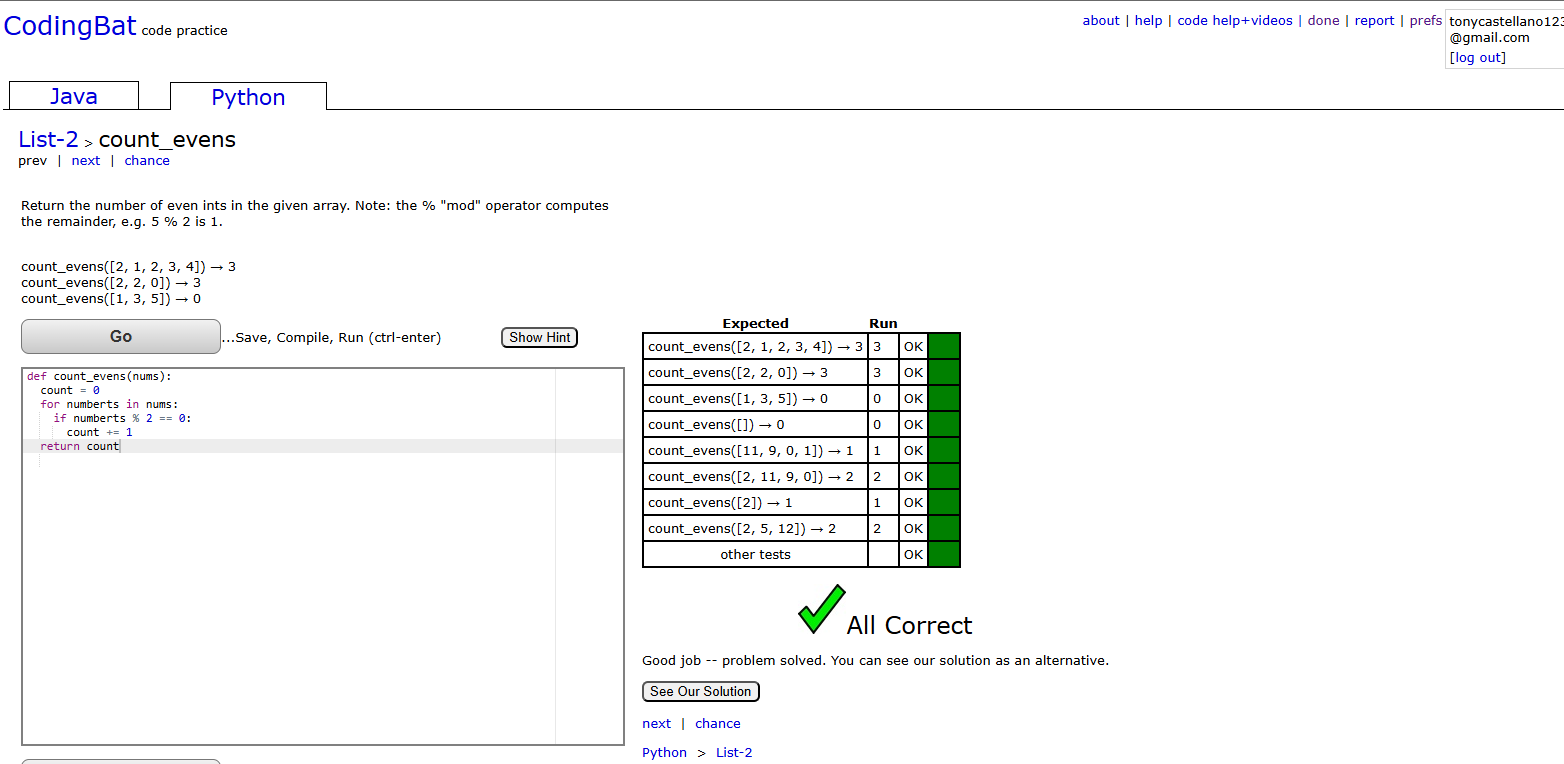 CodingBat code practice
about | help | code help+videos | done | report | prefs
tonycastellano123
@gmail.com
[log out]
Java
Python
List-2 > count_evens
prev | next | chance
Return the number of even ints in the given array. Note: the % "mod" operator computes
the remainder, e.g. 5 % 2 is 1.
count_evens([2, 1, 2, 3, 4]) → 3
count_evens([2, 2, 0]) → 3
count_evens([1, 3, 5]) → 0
Go
...Save, Compile, Run (ctrl-enter)
Show Hint
def count_evens(nums):
count = 0
for numberts in nums:
if numberts % 2 == 0:
count += 1
return count
Expected Run
count_evens([2, 1, 2, 3, 4]) → 3 3 OK
count_evens([2, 2, 0]) → 3 3 OK
count_evens([1, 3, 5]) → 0 0 OK
count_evens([]) → 0 0 OK
count_evens([11, 9, 0, 1]) → 1 1 OK
count_evens([2, 11, 9, 0]) → 2 2 OK
count_evens([2]) → 1 1 OK
count_evens([2, 5, 12]) → 2 2 OK
other tests OK
All Correct
Good job -- problem solved. You can see our solution as an alternative.
See Our Solution
next | chance
Python > List-2